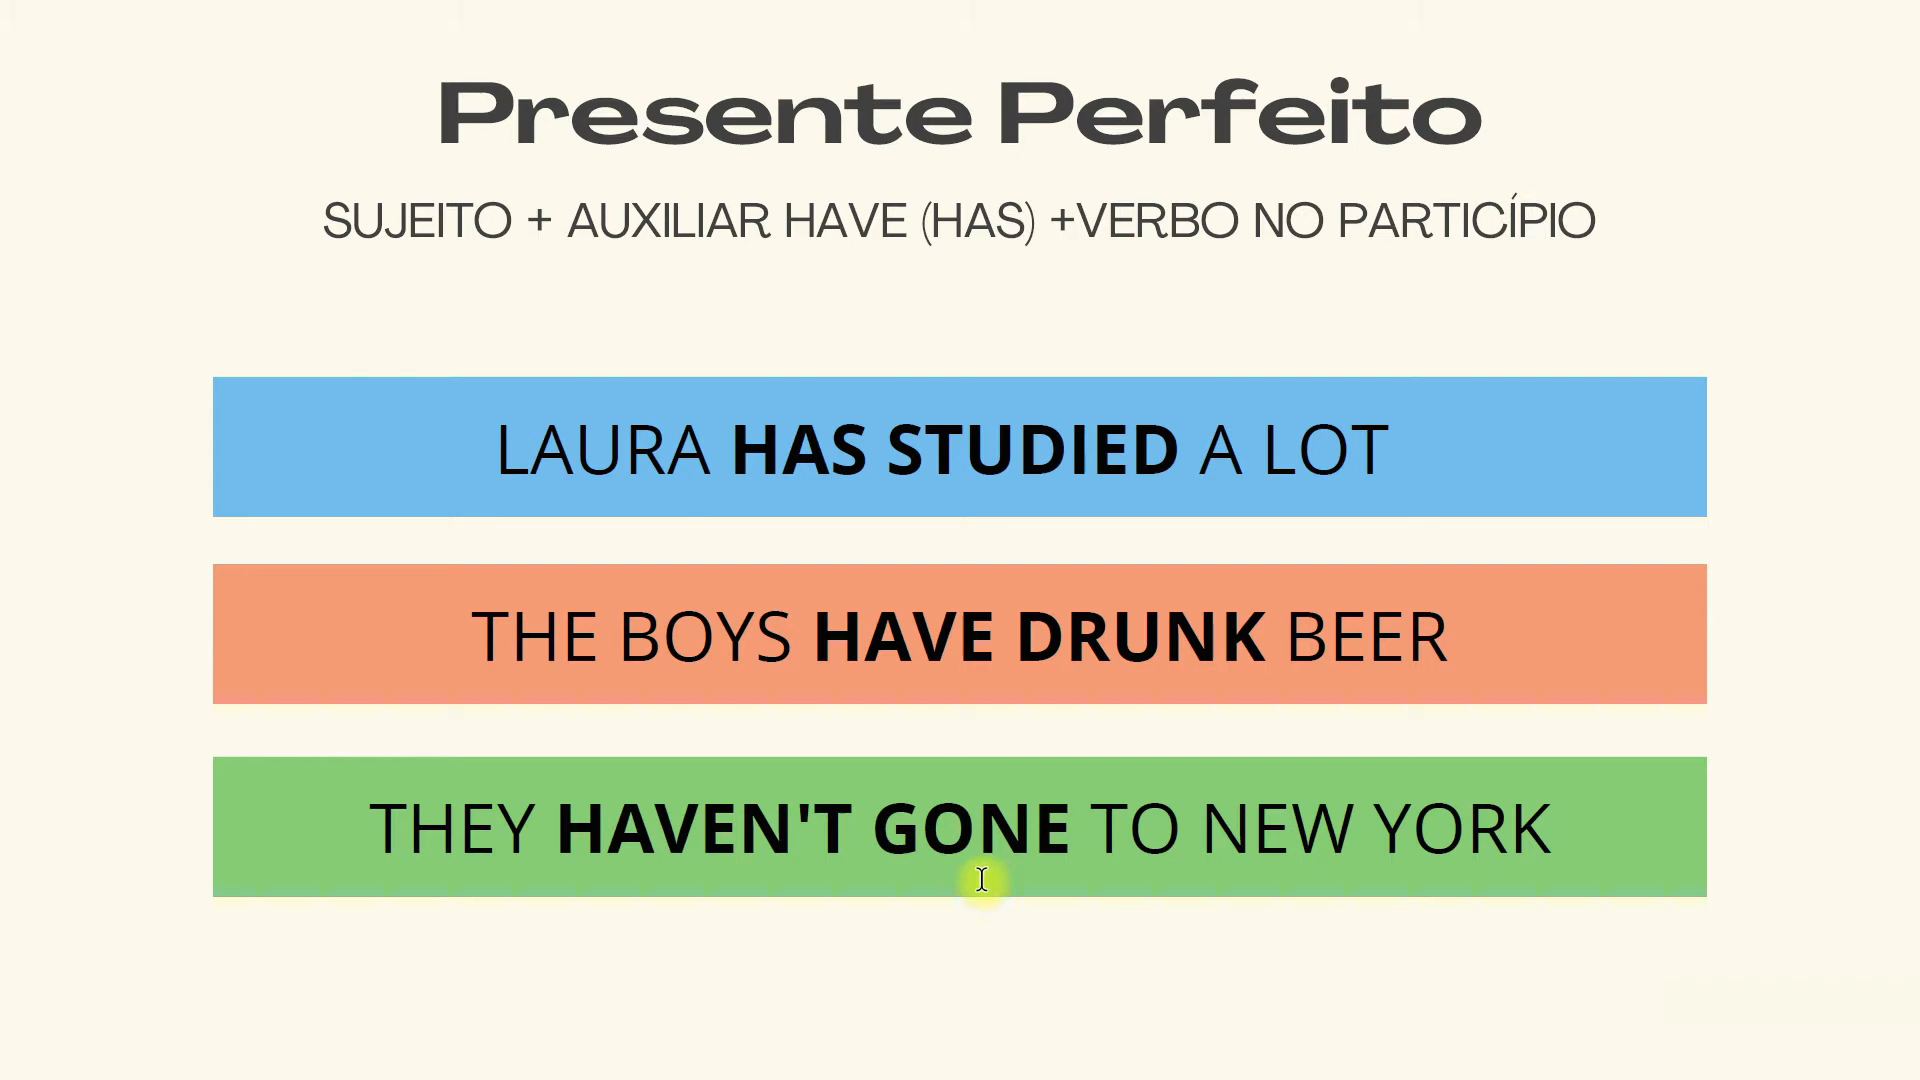 Presente Perfeito
SUJEITO + AUXILIAR HAVE (HAS) +VERBO NO PARTICÍPIO
LAURA HAS STUDIED A LOT
THE BOYS HAVE DRUNK BEER
THEY HAVEN'T GONE TO NEW YORK